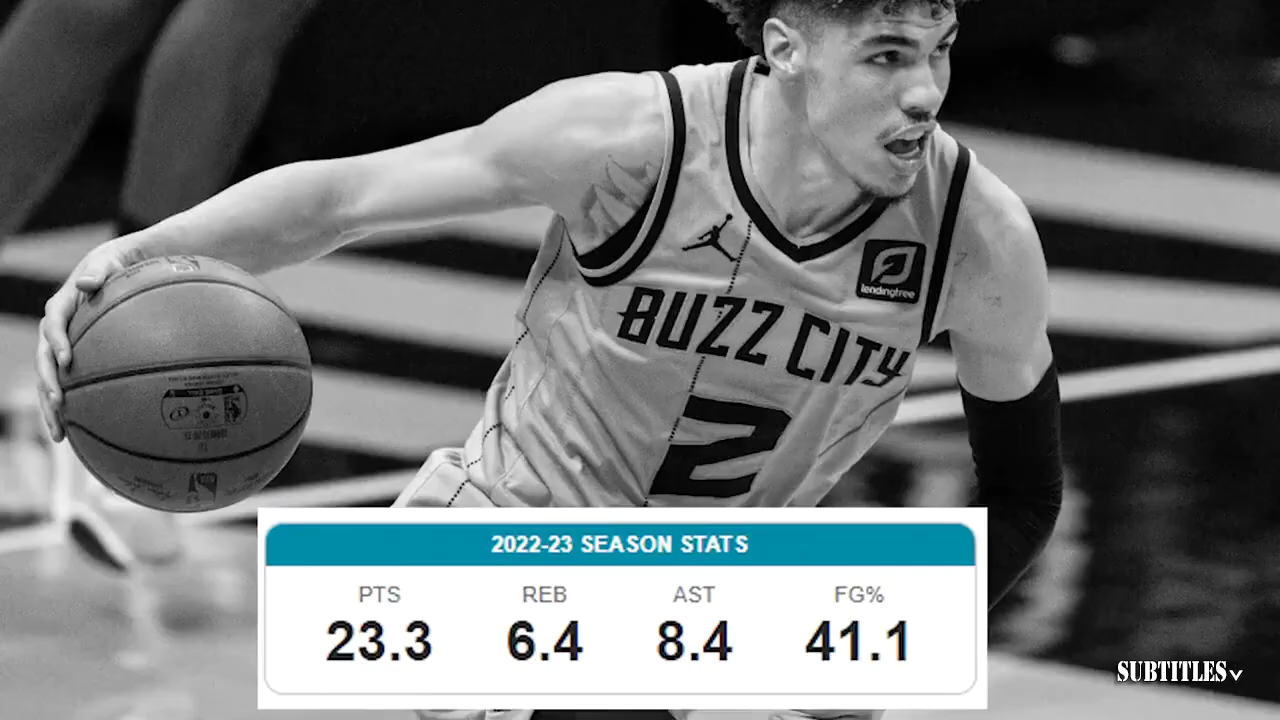 lendingtree
BUZZ CITY
2
2022-23 SEASON STATS
PTS REB AST FG%
23.3 6.4 8.4 41.1
SUBTITLES